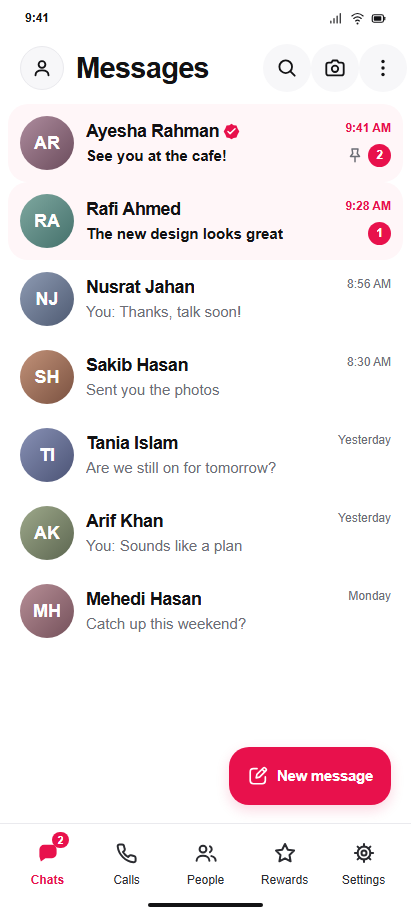 9:41
Messages
AR
Ayesha Rahman
9:41 AM
See you at the cafe!
2
RA
Rafi Ahmed
9:28 AM
The new design looks great
1
NJ
Nusrat Jahan
8:56 AM
You: Thanks, talk soon!
SH
Sakib Hasan
8:30 AM
Sent you the photos
TI
Tania Islam
Yesterday
Are we still on for tomorrow?
AK
Arif Khan
Yesterday
You: Sounds like a plan
MH
Mehedi Hasan
Monday
Catch up this weekend?
New message
2
Chats
Calls
People
Rewards
Settings